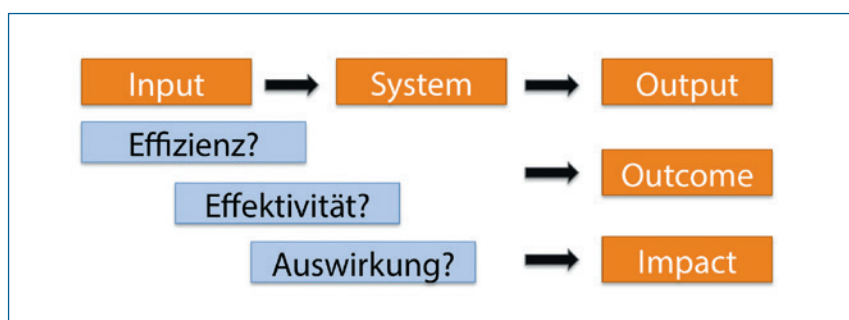 Input
System
Output
Effizienz?
Outcome
Effektivität?
Auswirkung?
Impact